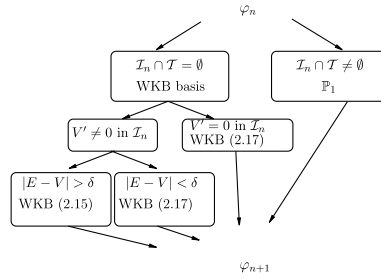 φ_n
𝓘_n ∩ 𝓣 = ∅
WKB basis
𝓘_n ∩ 𝓣 ≠ ∅
ℙ_1
V′ ≠ 0 in 𝓘_n
V′ = 0 in 𝓘_n
WKB (2.17)
|E − V| > δ
WKB (2.15)
|E − V| < δ
WKB (2.17)
φ_{n+1}